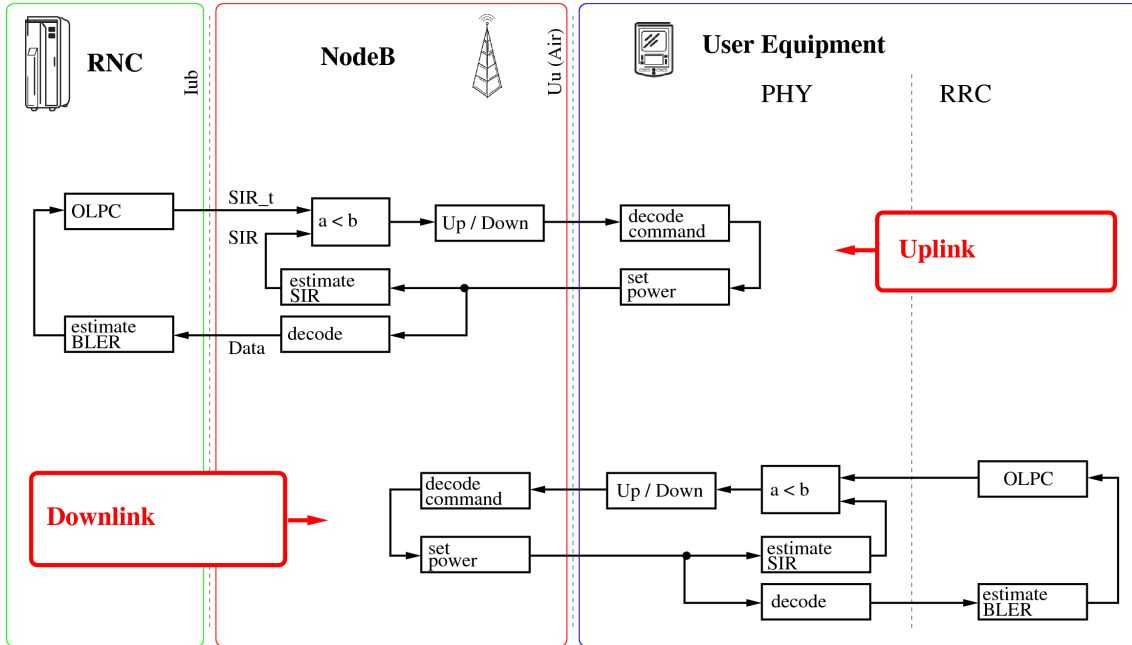 RNC
Iub
NodeB
Uu (Air)
User Equipment
PHY
RRC
OLPC
SIR_t
SIR
a < b
Up / Down
decode
command
Uplink
estimate
SIR
set
power
estimate
BLER
Data
decode
Downlink
decode
command
Up / Down
a < b
OLPC
set
power
estimate
SIR
decode
estimate
BLER